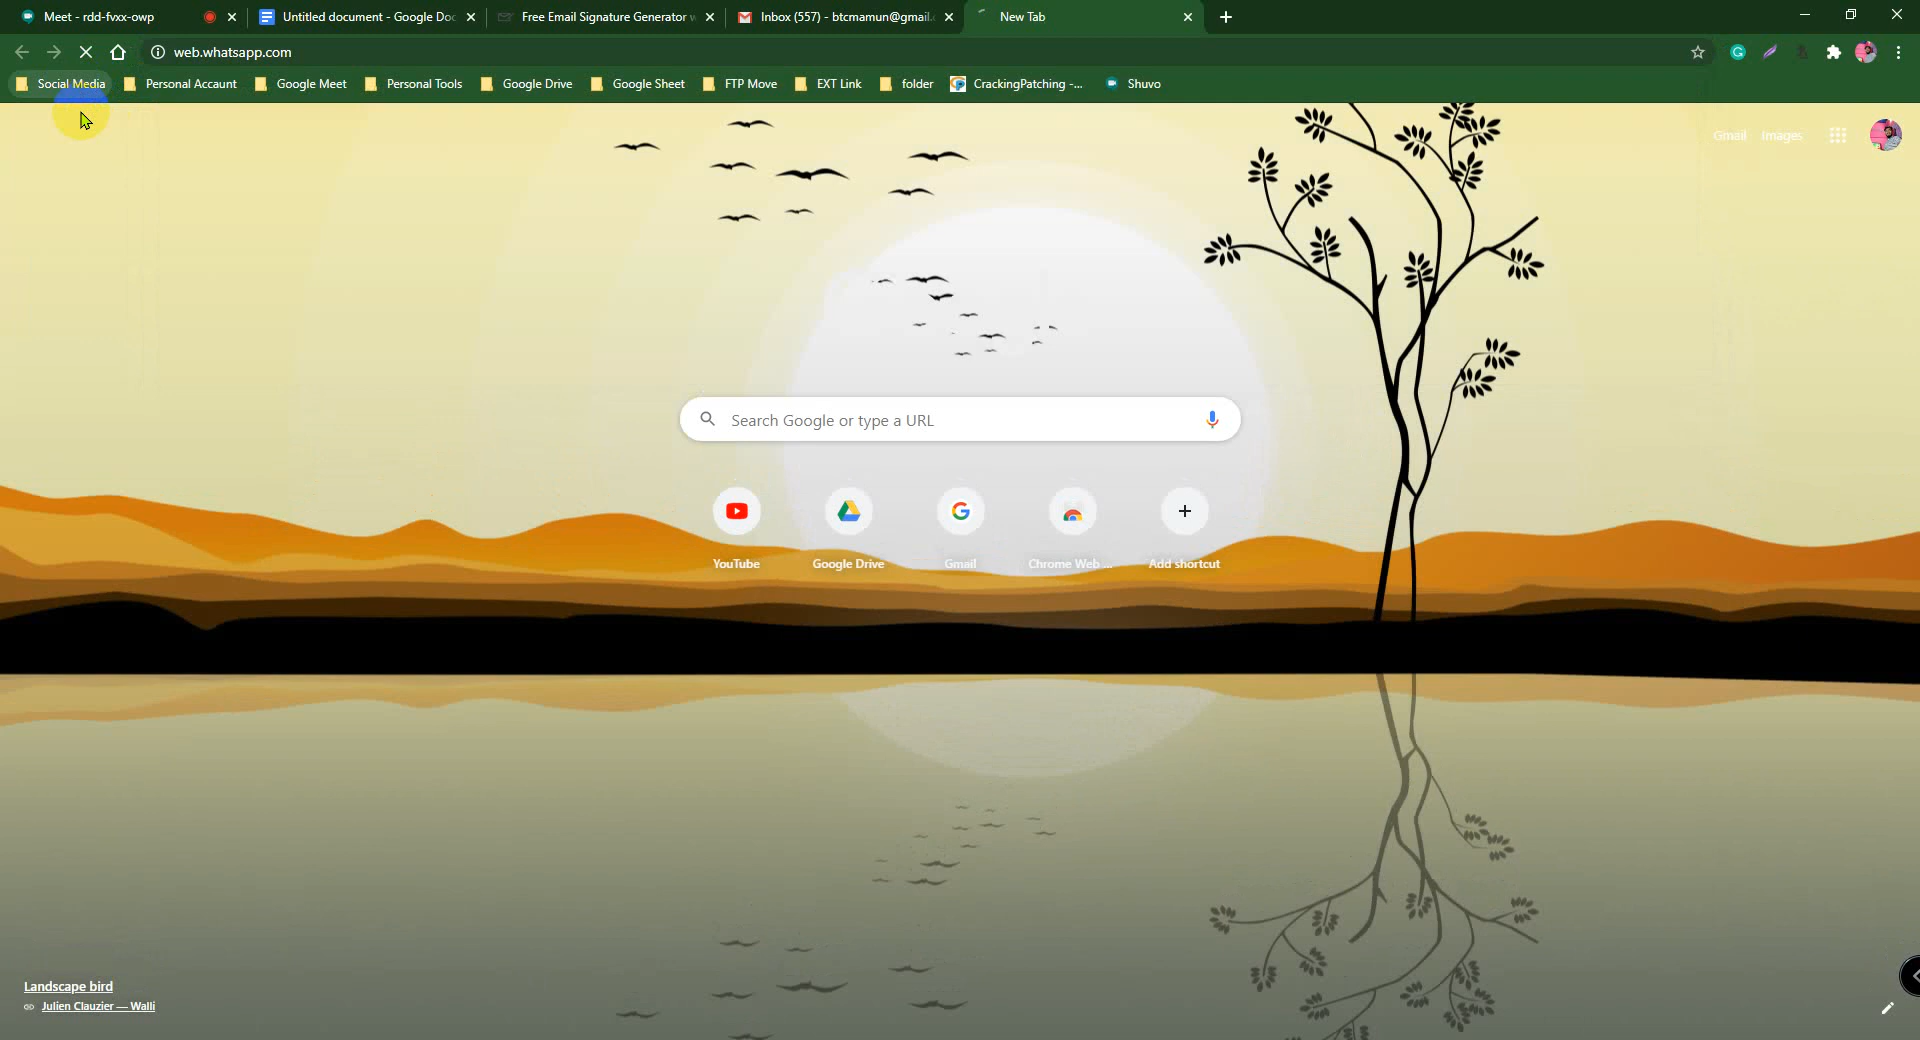 Meet - rdd-fvxx-owp
Untitled document - Google Doc
Free Email Signature Generator w
Inbox (557) - btcmamun@gmail.c
New Tab
web.whatsapp.com
Social Media
Personal Accaunt
Google Meet
Personal Tools
Google Drive
Google Sheet
FTP Move
EXT Link
folder
CrackingPatching -...
Shuvo
Gmail
Images
Search Google or type a URL
YouTube
Google Drive
Gmail
Chrome Web ...
Add shortcut
Landscape bird
Julien Clauzier — Walli